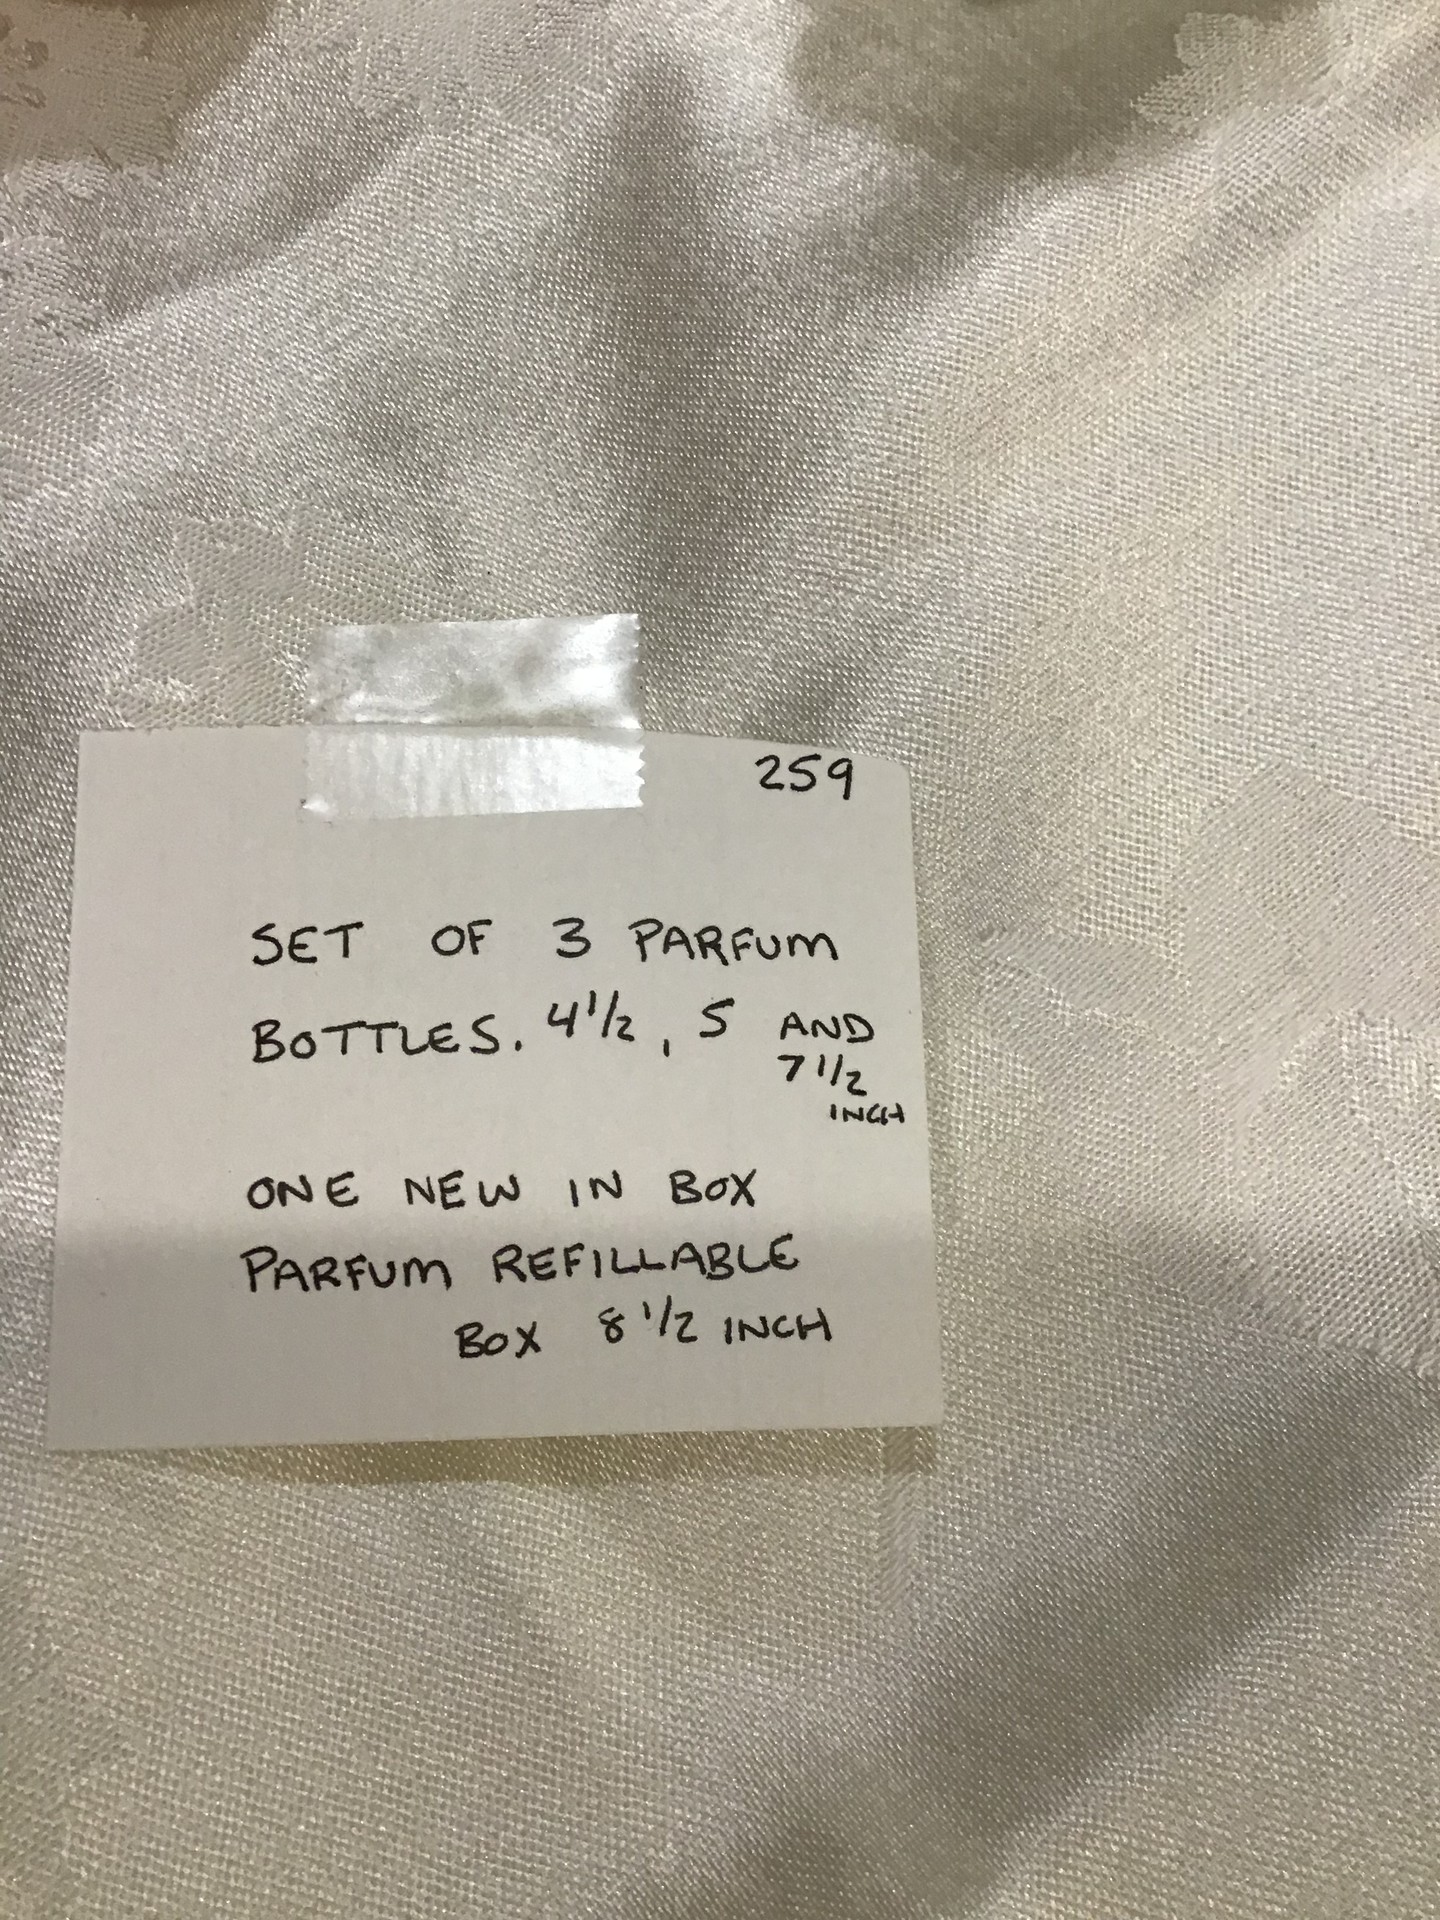 259
SET OF 3 PARFUM
BOTTLES. 4 1/2, 5 AND
7 1/2
INCH
ONE NEW IN BOX
PARFUM REFILLABLE
BOX 8 1/2 INCH